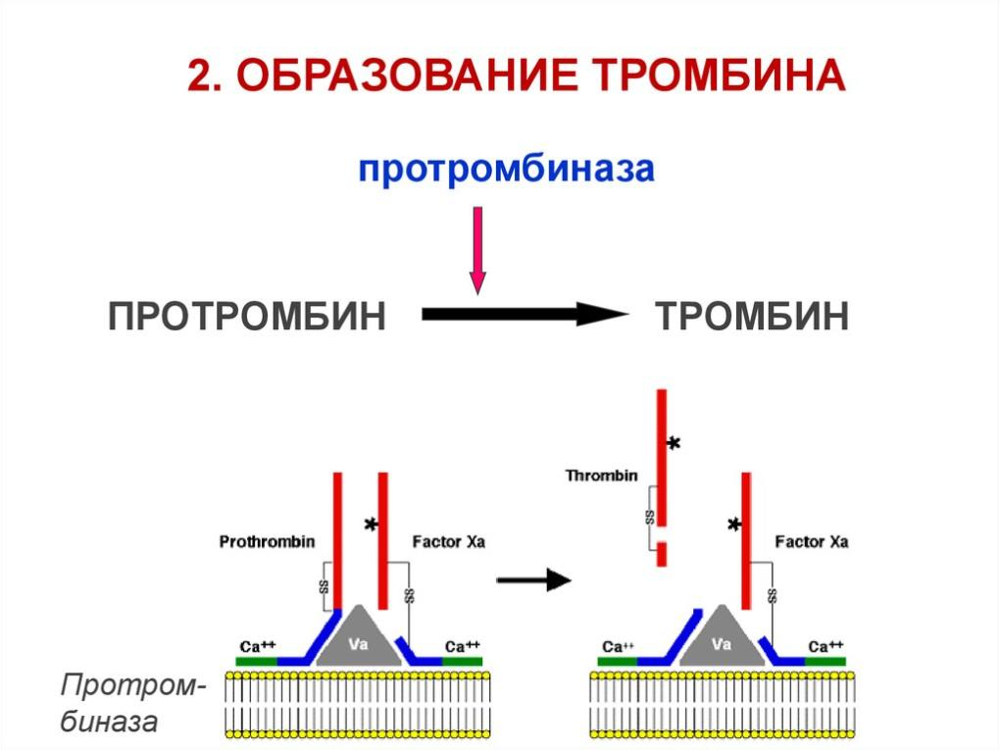 2. ОБРАЗОВАНИЕ ТРОМБИНА
протромбиназа
ПРОТРОМБИН ТРОМБИН
Thrombin
*
SS
Prothrombin
*
Factor Xa
*
Factor Xa
SS
SS
SS
Ca++
Va
Ca++
Ca++
Va
Ca++
Протром-
биназа